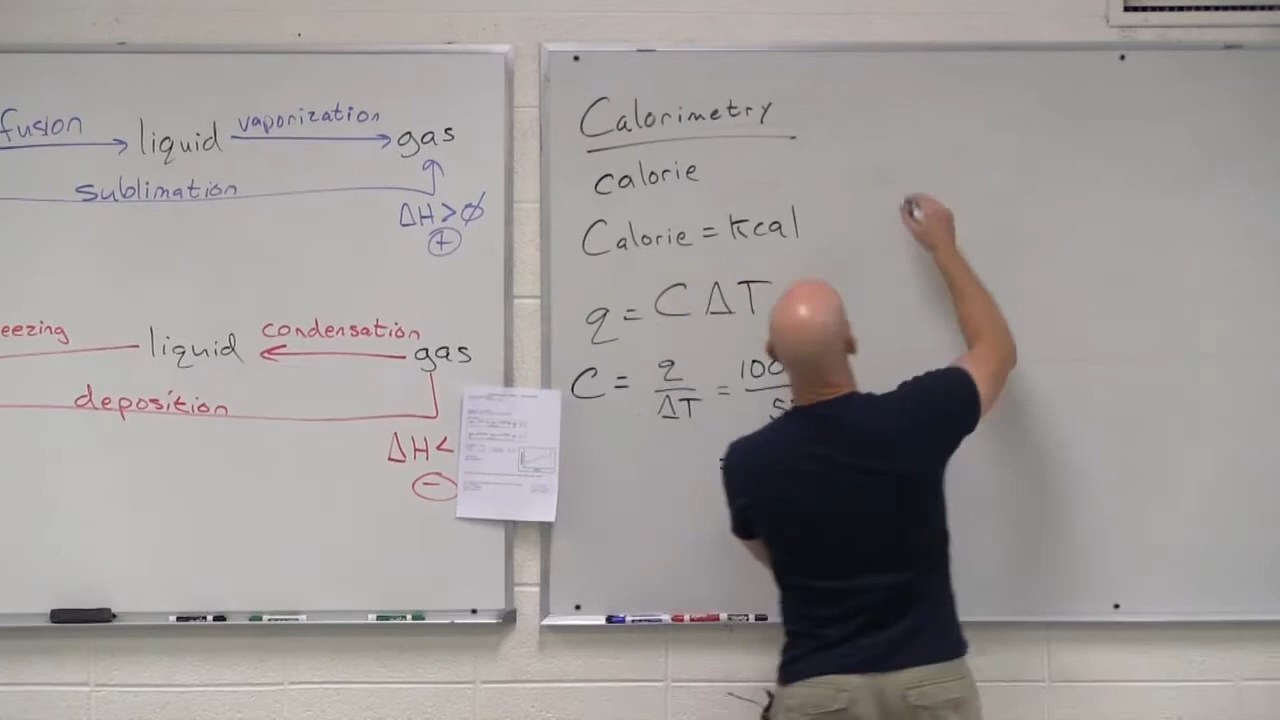 fusion liquid vaporization gas
sublimation
ΔH>∅
+
eezing liquid condensation gas
deposition
ΔH<
−
Calorimetry
calorie
Calorie = kcal
q = CΔT
C = q/ΔT = 100